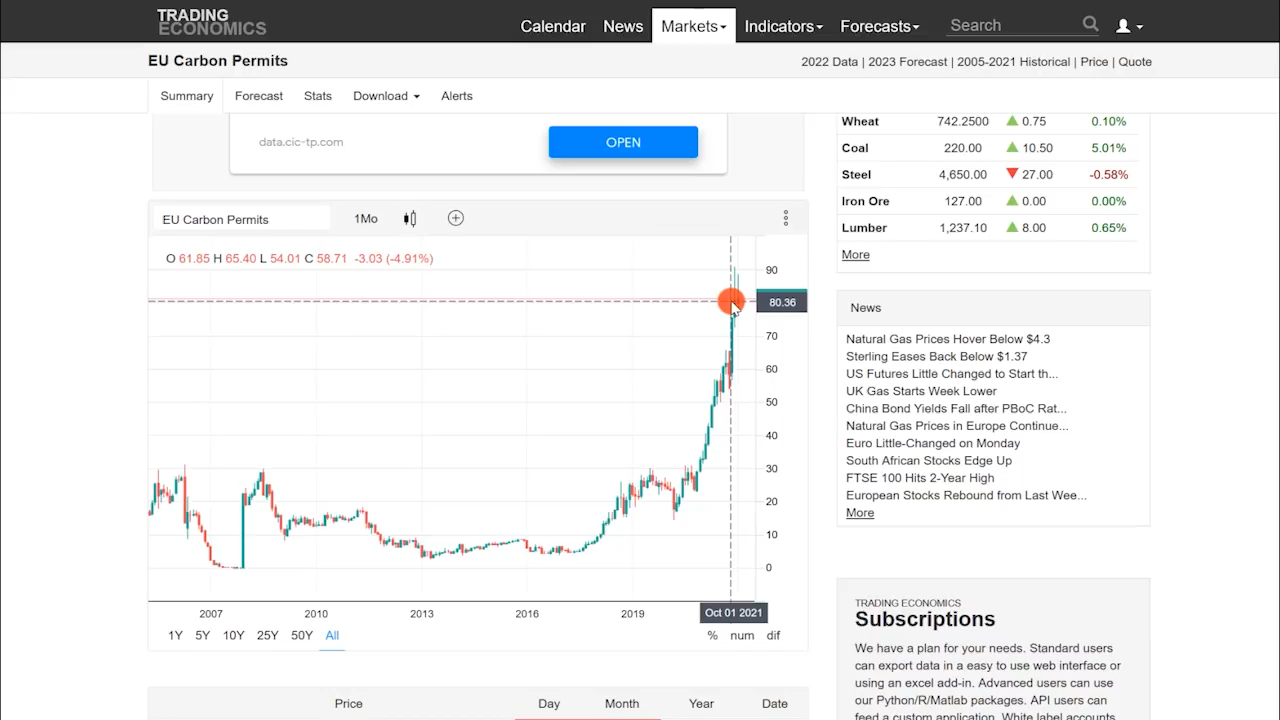 TRADING
ECONOMICS
Calendar News Markets Indicators Forecasts Search
EU Carbon Permits
2022 Data | 2023 Forecast | 2005-2021 Historical | Price | Quote
Summary Forecast Stats Download Alerts
data.cic-tp.com
OPEN
Wheat 742.2500 0.75 0.10%
Coal 220.00 10.50 5.01%
Steel 4,650.00 27.00 -0.58%
Iron Ore 127.00 0.00 0.00%
Lumber 1,237.10 8.00 0.65%
More
EU Carbon Permits 1Mo
O 61.85 H 65.40 L 54.01 C 58.71 -3.03 (-4.91%)
90
80.36
70
60
50
40
30
20
10
0
2007 2010 2013 2016 2019 Oct 01 2021
1Y 5Y 10Y 25Y 50Y All
% num dif
News
Natural Gas Prices Hover Below $4.3
Sterling Eases Back Below $1.37
US Futures Little Changed to Start th...
UK Gas Starts Week Lower
China Bond Yields Fall after PBoC Rat...
Natural Gas Prices in Europe Continue...
Euro Little-Changed on Monday
South African Stocks Edge Up
FTSE 100 Hits 2-Year High
European Stocks Rebound from Last Wee...
More
TRADING ECONOMICS
Subscriptions
We have a plan for your needs. Standard users
can export data in a easy to use web interface or
using an excel add-in. Advanced users can use
our Python/R/Matlab packages. API users can
feed a custom application. White label accounts
Price Day Month Year Date